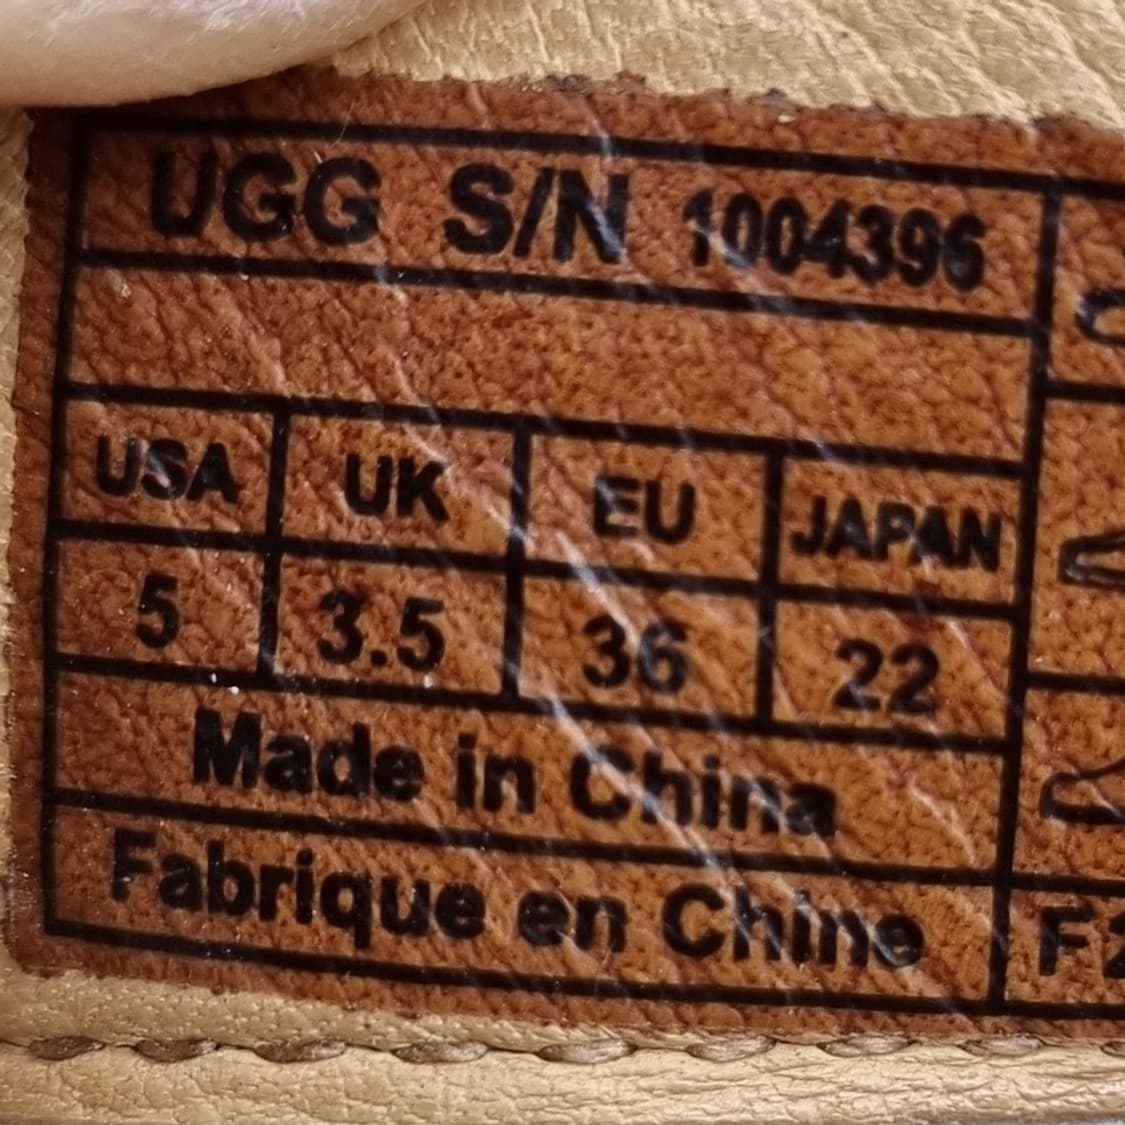 UGG S/N 1004396
USA UK EU JAPAN
5 3.5 36 22
Made in China
Fabrique en Chine